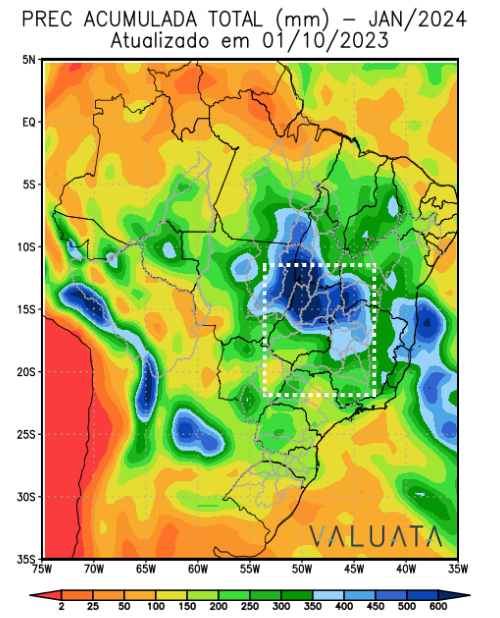 PREC ACUMULADA TOTAL (mm) – JAN/2024
Atualizado em 01/10/2023
5N
EQ
5S
10S
15S
20S
25S
30S
35S
VALUATA
75W 70W 65W 60W 55W 50W 45W 40W 35W
2 25 50 100 150 200 250 300 350 400 450 500 600